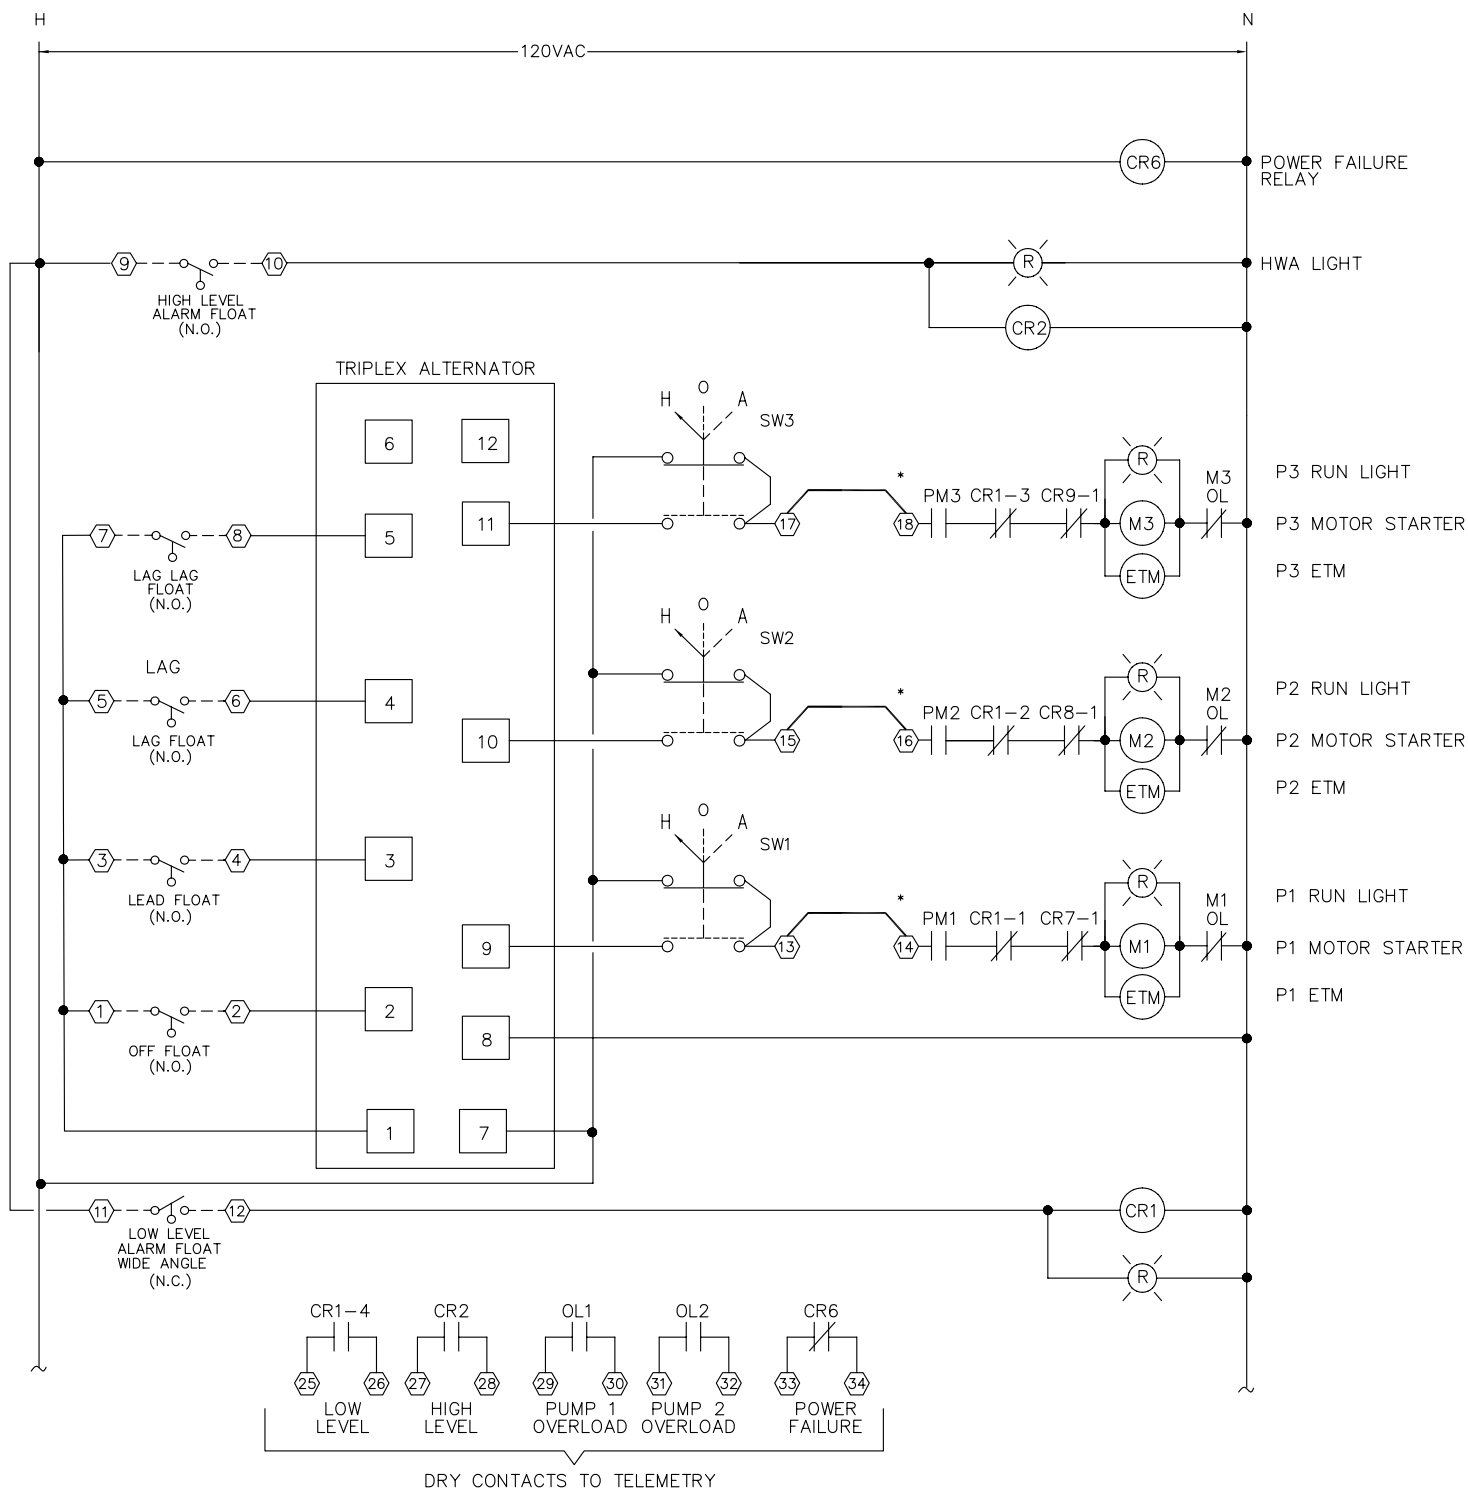 H
N
120VAC
CR6
POWER FAILURE
RELAY
9
10
HIGH LEVEL
ALARM FLOAT
(N.O.)
R
HWA LIGHT
CR2
TRIPLEX ALTERNATOR
6
12
H
O
A
SW3
R
P3 RUN LIGHT
*
11
17
18
PM3
CR1-3
CR9-1
M3
M3
OL
P3 MOTOR STARTER
7
8
5
LAG LAG
FLOAT
(N.O.)
ETM
P3 ETM
H
O
A
SW2
LAG
R
P2 RUN LIGHT
*
5
6
4
LAG FLOAT
(N.O.)
10
15
16
PM2
CR1-2
CR8-1
M2
M2
OL
P2 MOTOR STARTER
ETM
P2 ETM
H
O
A
SW1
3
4
3
LEAD FLOAT
(N.O.)
R
P1 RUN LIGHT
*
9
13
14
PM1
CR1-1
CR7-1
M1
M1
OL
P1 MOTOR STARTER
ETM
P1 ETM
1
2
2
OFF FLOAT
(N.O.)
8
1
7
11
12
LOW LEVEL
ALARM FLOAT
WIDE ANGLE
(N.C.)
CR1
R
CR1-4
CR2
OL1
OL2
CR6
25
26
27
28
29
30
31
32
33
34
LOW
LEVEL
HIGH
LEVEL
PUMP 1
OVERLOAD
PUMP 2
OVERLOAD
POWER
FAILURE
DRY CONTACTS TO TELEMETRY